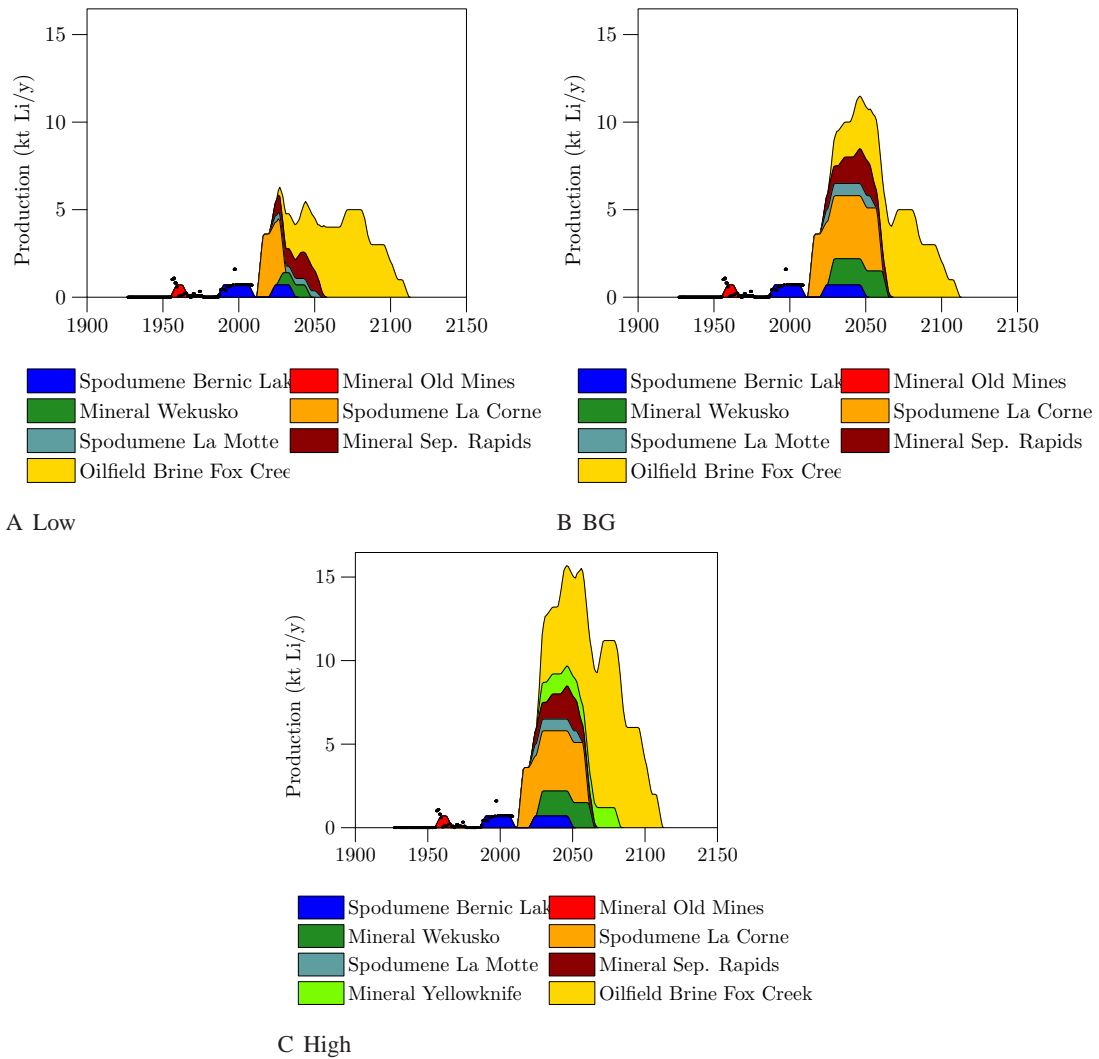 15
10
5
0
Production (kt Li/y)
1900 1950 2000 2050 2100 2150
Spodumene Bernic Lak Mineral Old Mines
Mineral Wekusko Spodumene La Corne
Spodumene La Motte Mineral Sep. Rapids
Oilfield Brine Fox Cree
A Low
15
10
5
0
Production (kt Li/y)
1900 1950 2000 2050 2100 2150
Spodumene Bernic Lak Mineral Old Mines
Mineral Wekusko Spodumene La Corne
Spodumene La Motte Mineral Sep. Rapids
Oilfield Brine Fox Cree
B BG
15
10
5
0
Production (kt Li/y)
1900 1950 2000 2050 2100 2150
Spodumene Bernic Lak Mineral Old Mines
Mineral Wekusko Spodumene La Corne
Spodumene La Motte Mineral Sep. Rapids
Mineral Yellowknife Oilfield Brine Fox Creek
C High